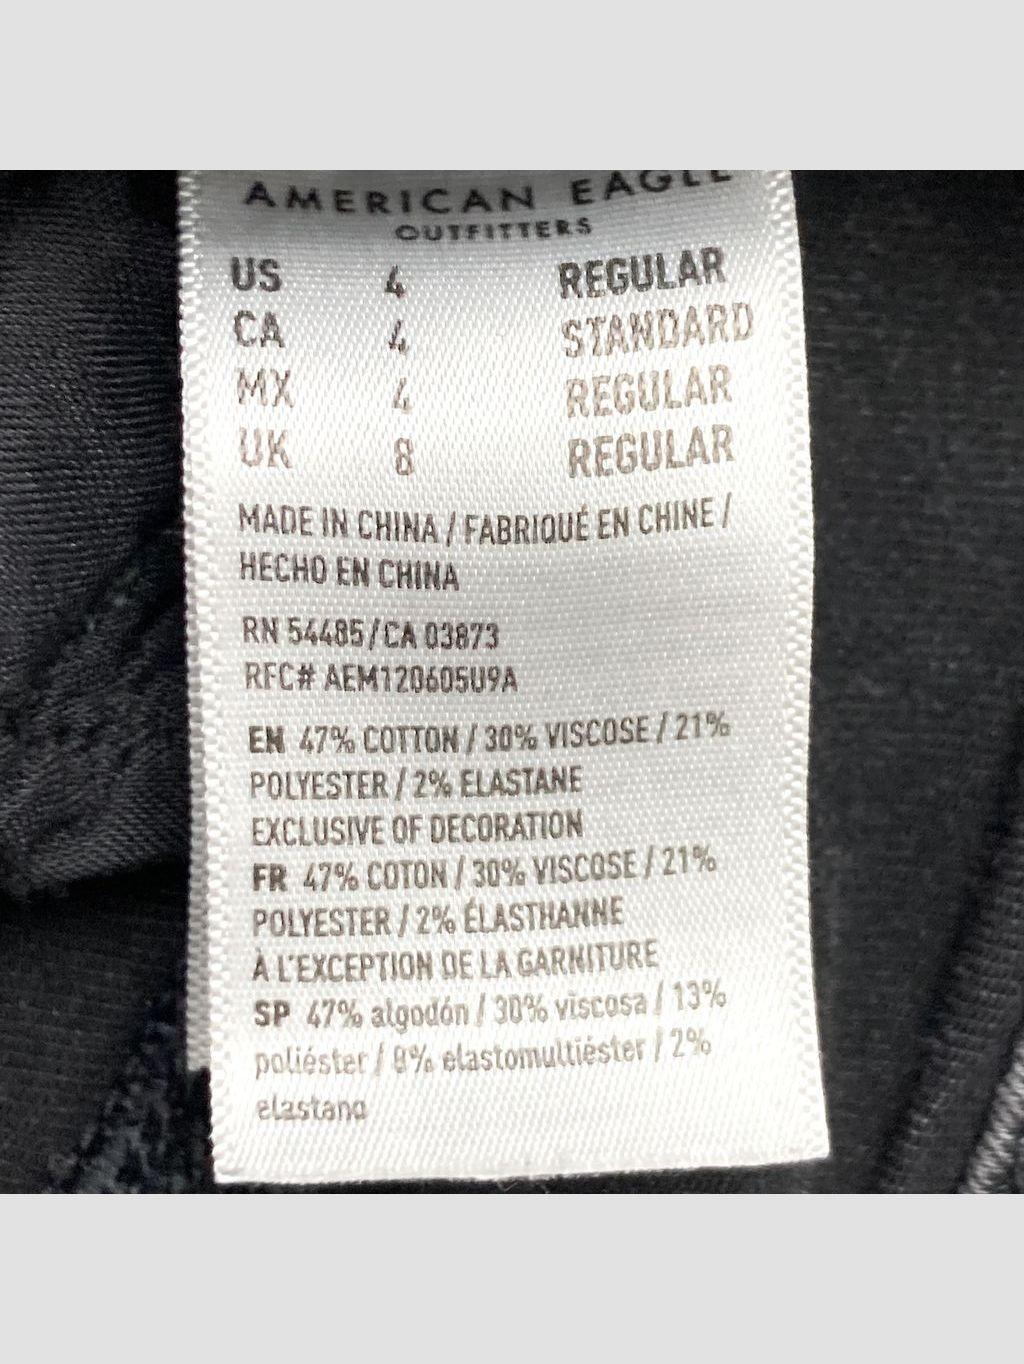 AMERICAN EAGLE
OUTFITTERS
US 4 REGULAR
CA 4 STANDARD
MX 4 REGULAR
UK 8 REGULAR
MADE IN CHINA / FABRIQUÉ EN CHINE /
HECHO EN CHINA
RN 54485/CA 03873
RFC# AEM120605U9A
EN 47% COTTON / 30% VISCOSE / 21%
POLYESTER / 2% ELASTANE
EXCLUSIVE OF DECORATION
FR 47% COTON / 30% VISCOSE / 21%
POLYESTER / 2% ÉLASTHANNE
À L'EXCEPTION DE LA GARNITURE
SP 47% algodón / 30% viscosa / 13%
poliéster / 8% elastomultiéster / 2%
elastano